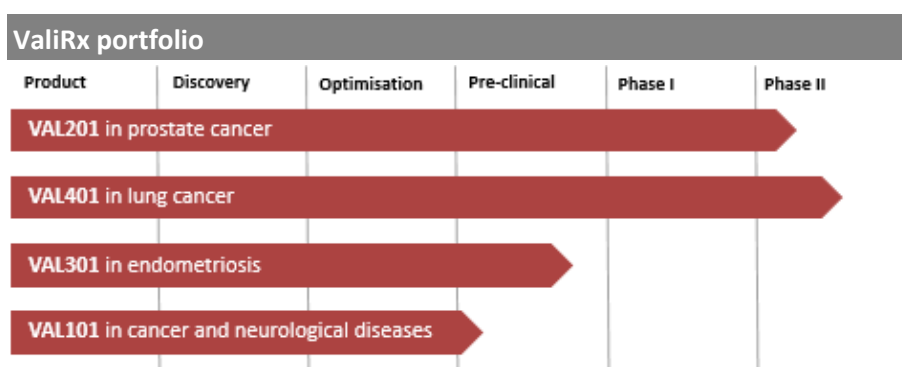 ValiRx portfolio
Product Discovery Optimisation Pre-clinical Phase I Phase II
VAL201 in prostate cancer
VAL401 in lung cancer
VAL301 in endometriosis
VAL101 in cancer and neurological diseases